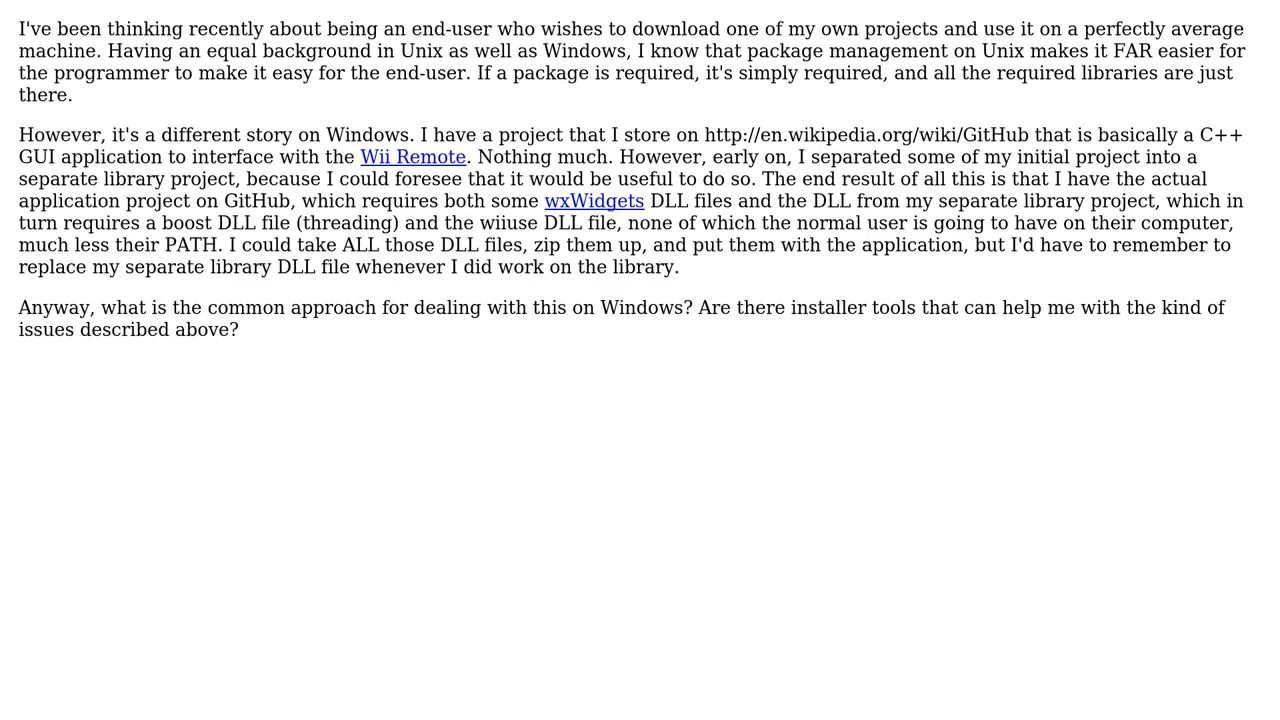 I've been thinking recently about being an end-user who wishes to download one of my own projects and use it on a perfectly average
machine. Having an equal background in Unix as well as Windows, I know that package management on Unix makes it FAR easier for
the programmer to make it easy for the end-user. If a package is required, it's simply required, and all the required libraries are just
there.
However, it's a different story on Windows. I have a project that I store on http://en.wikipedia.org/wiki/GitHub that is basically a C++
GUI application to interface with the Wii Remote. Nothing much. However, early on, I separated some of my initial project into a
separate library project, because I could foresee that it would be useful to do so. The end result of all this is that I have the actual
application project on GitHub, which requires both some wxWidgets DLL files and the DLL from my separate library project, which in
turn requires a boost DLL file (threading) and the wiiuse DLL file, none of which the normal user is going to have on their computer,
much less their PATH. I could take ALL those DLL files, zip them up, and put them with the application, but I'd have to remember to
replace my separate library DLL file whenever I did work on the library.
Anyway, what is the common approach for dealing with this on Windows? Are there installer tools that can help me with the kind of
issues described above?